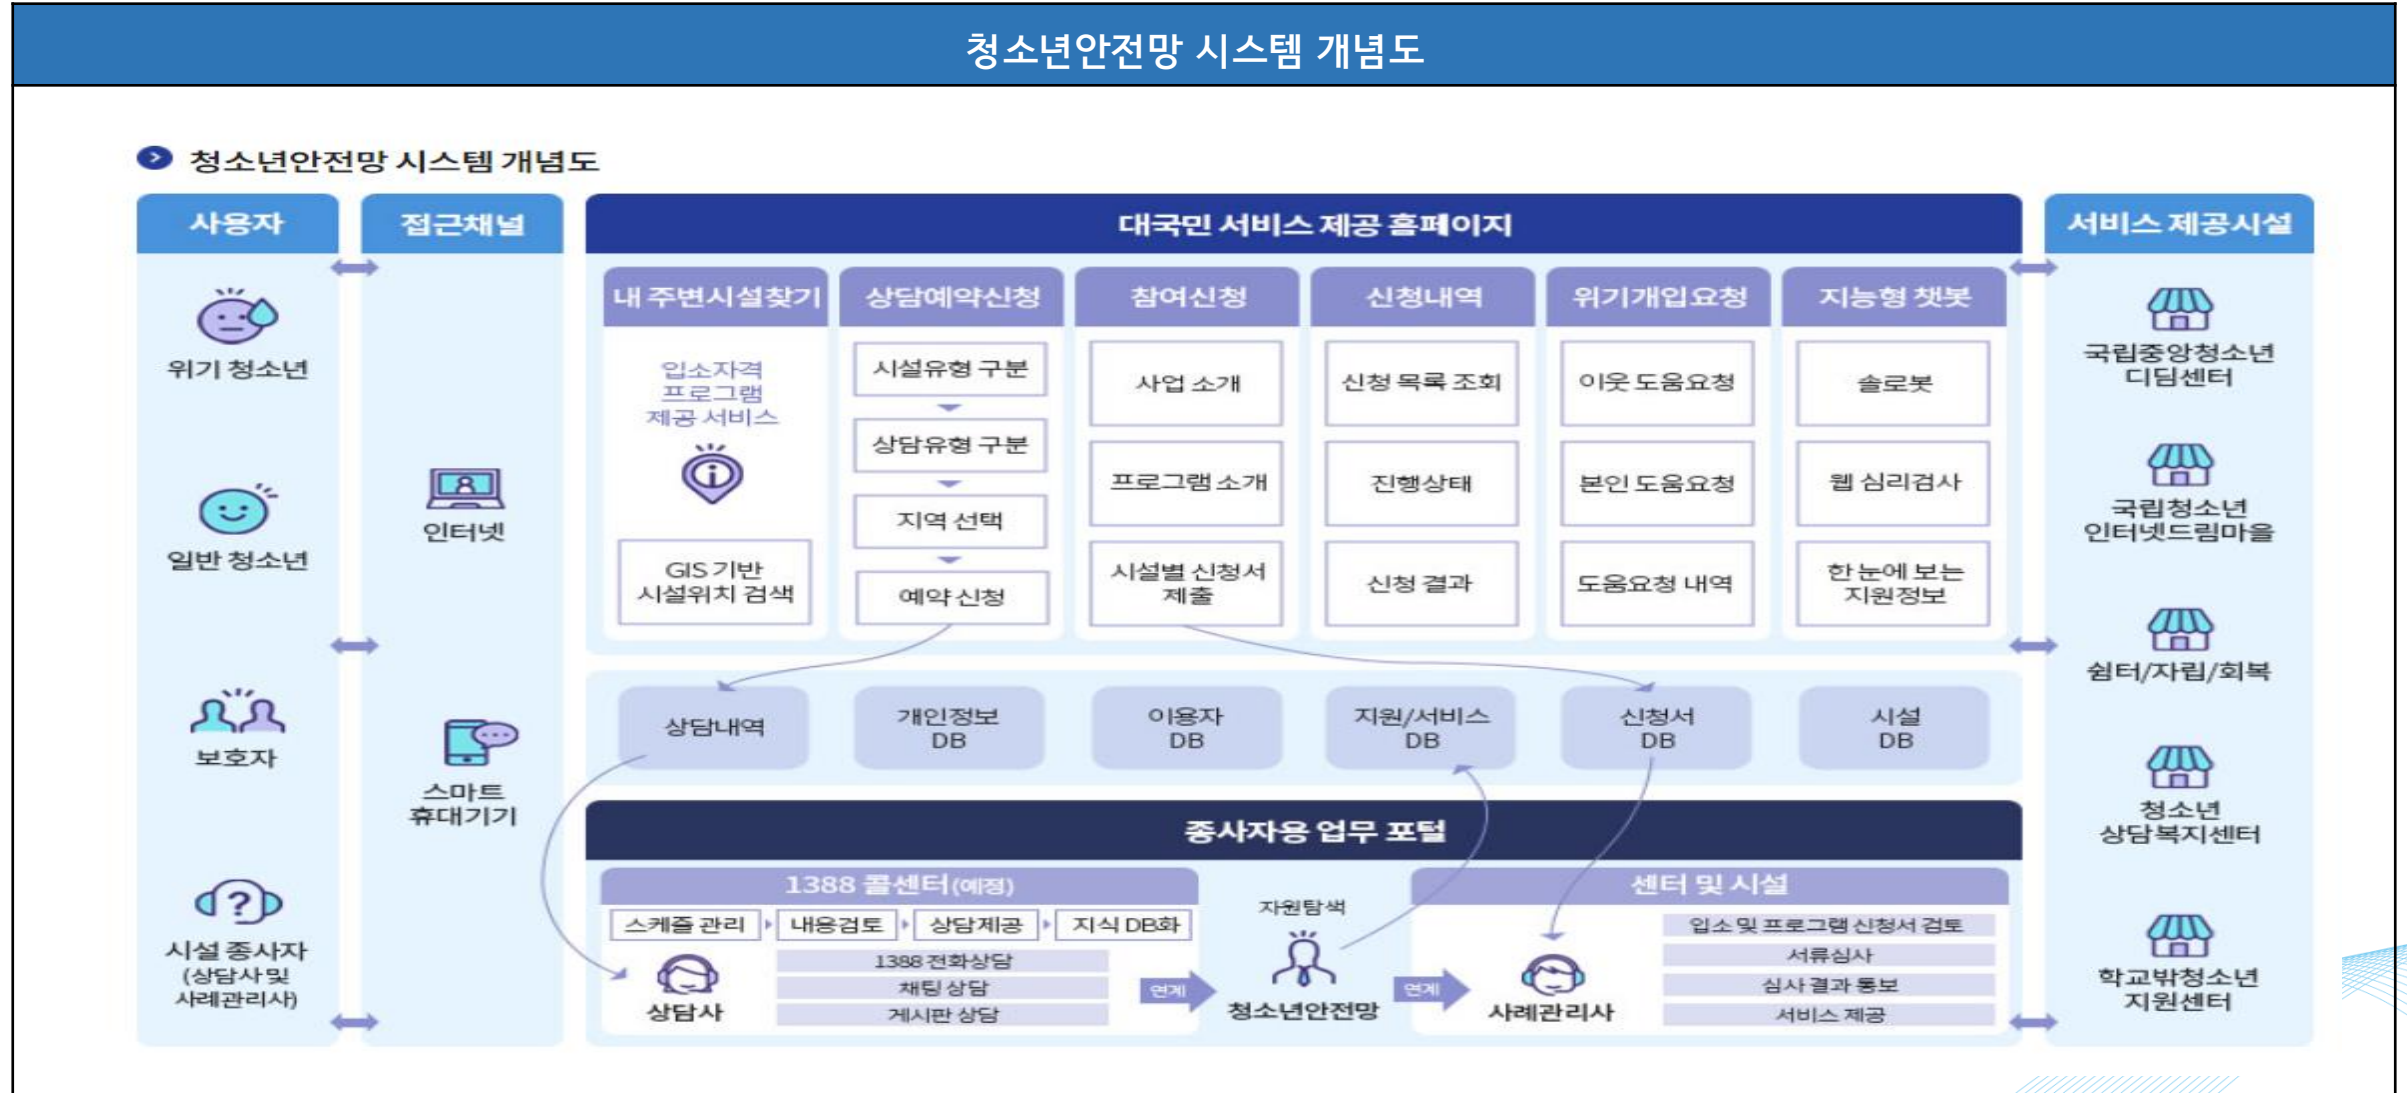 청소년안전망 시스템 개념도
청소년안전망 시스템 개념도
사용자
위기 청소년
일반 청소년
보호자
시설 종사자
(상담사 및
사례관리사)
접근채널
인터넷
스마트
휴대기기
대국민 서비스 제공 홈페이지
내 주변시설찾기
입소자격
프로그램
제공 서비스
GIS 기반
시설위치 검색
상담예약신청
시설유형 구분
상담유형 구분
지역 선택
예약 신청
참여신청
사업 소개
프로그램 소개
시설별 신청서
제출
신청내역
신청 목록 조회
진행상태
신청 결과
위기개입요청
이웃 도움요청
본인 도움요청
도움요청 내역
지능형 챗봇
솔로봇
웹 심리검사
한 눈에 보는
지원정보
상담내역
개인정보
DB
이용자
DB
지원/서비스
DB
신청서
DB
시설
DB
종사자용 업무 포털
1388 콜센터(예정)
스케줄 관리
내용검토
상담제공
지식 DB화
상담사
1388 전화상담
채팅 상담
게시판 상담
연계
자원탐색
청소년안전망
연계
센터 및 시설
사례관리사
입소 및 프로그램 신청서 검토
서류심사
심사 결과 통보
서비스 제공
서비스 제공시설
국립중앙청소년
디딤센터
국립청소년
인터넷드림마을
쉼터/자립/회복
청소년
상담복지센터
학교밖청소년
지원센터